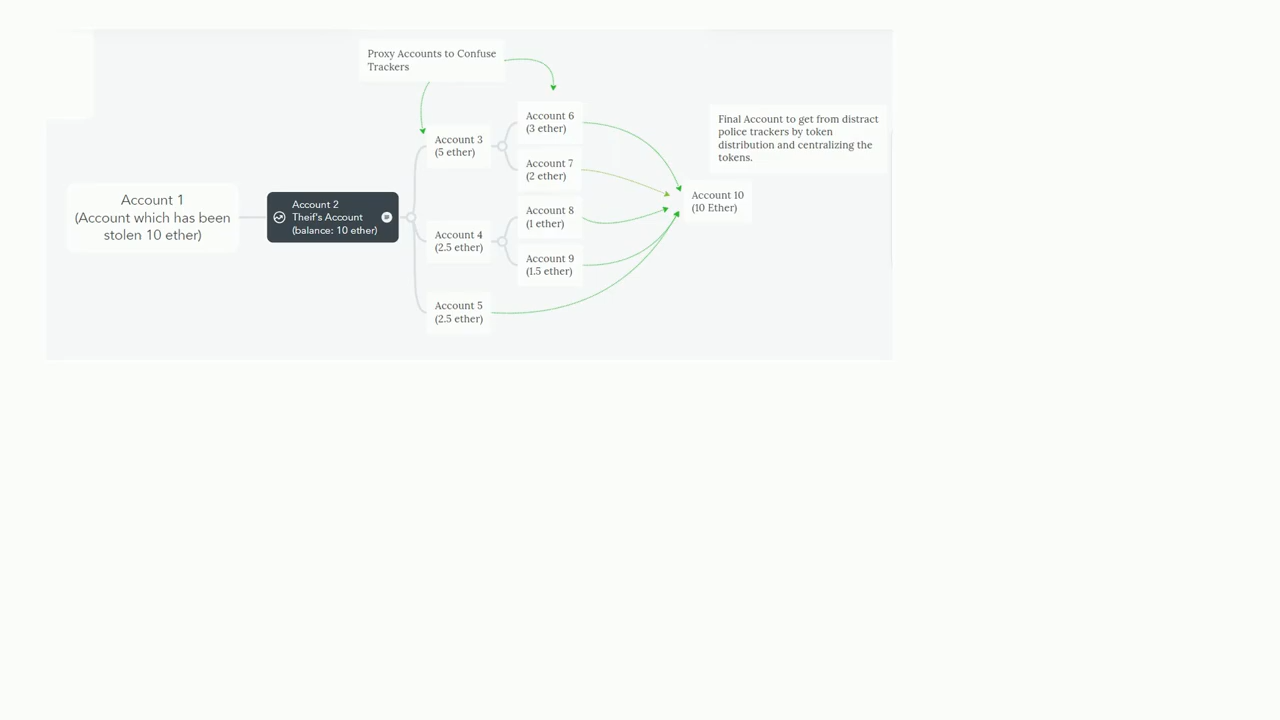 Proxy Accounts to Confuse
Trackers
Account 6
(3 ether)
Final Account to get from distract
police trackers by token
distribution and centralizing the
tokens.
Account 3
(5 ether)
Account 7
(2 ether)
Account 1
(Account which has been
stolen 10 ether)
Account 2
Theif's Account
(balance: 10 ether)
Account 10
(10 Ether)
Account 8
(1 ether)
Account 4
(2.5 ether)
Account 9
(1.5 ether)
Account 5
(2.5 ether)